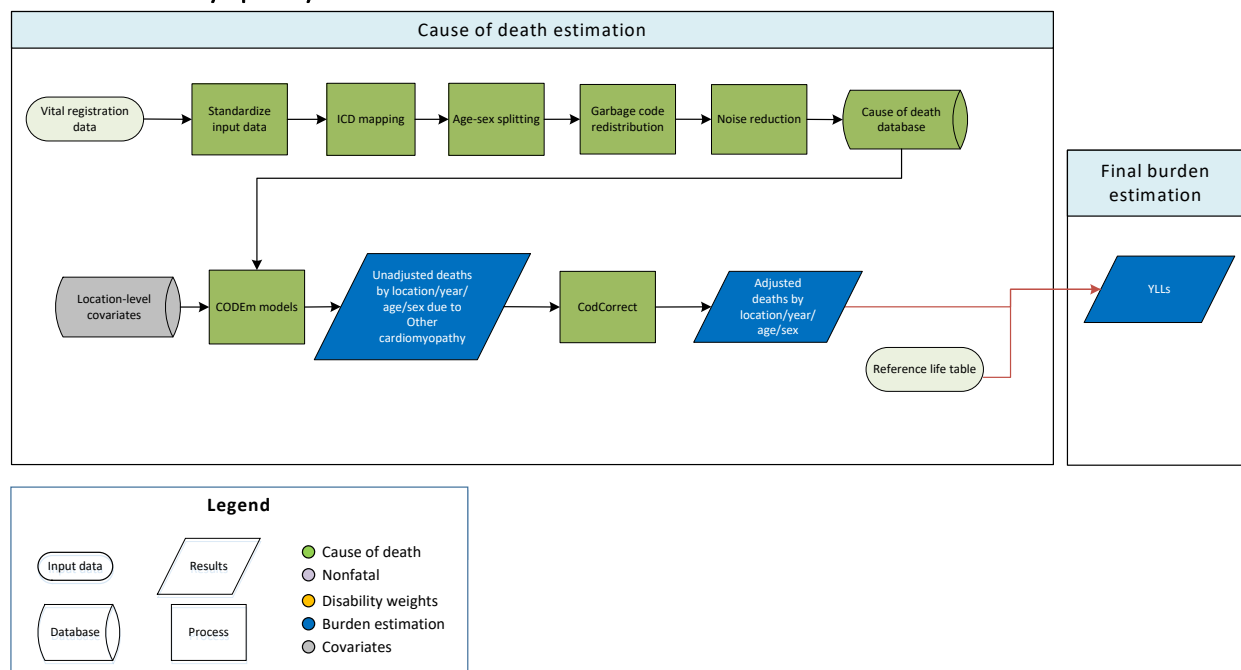 Cause of death estimation
Vital registration
data
Standardize
input data
ICD mapping
Age-sex splitting
Garbage code
redistribution
Noise reduction
Cause of death
database
Final burden
estimation
Location-level
covariates
CODEm models
Unadjusted deaths
by location/year/
age/sex due to
Other
cardiomyopathy
CodCorrect
Adjusted
deaths by
location/year/
age/sex
YLLs
Reference life table
Legend
Input data
Results
Database
Process
Cause of death
Nonfatal
Disability weights
Burden estimation
Covariates